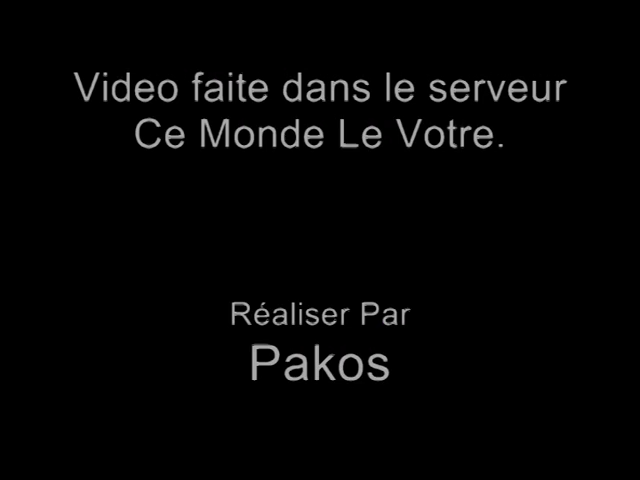 Video faite dans le serveur
Ce Monde Le Votre.
Réaliser Par
Pakos